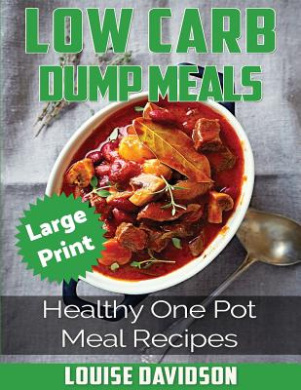 LOW CARB
DUMP MEALS
Large
Print
Healthy One Pot
Meal Recipes
LOUISE DAVIDSON